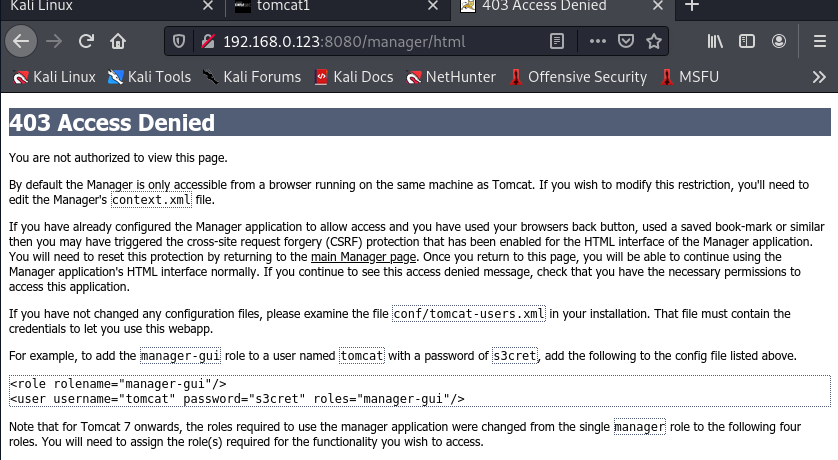 Kali Linux
tomcat1
403 Access Denied
192.168.0.123:8080/manager/html
Kali Linux
Kali Tools
Kali Forums
Kali Docs
NetHunter
Offensive Security
MSFU
403 Access Denied
You are not authorized to view this page.
By default the Manager is only accessible from a browser running on the same machine as Tomcat. If you wish to modify this restriction, you'll need to
edit the Manager's context.xml file.
If you have already configured the Manager application to allow access and you have used your browsers back button, used a saved book-mark or similar
then you may have triggered the cross-site request forgery (CSRF) protection that has been enabled for the HTML interface of the Manager application.
You will need to reset this protection by returning to the main Manager page. Once you return to this page, you will be able to continue using the
Manager application's HTML interface normally. If you continue to see this access denied message, check that you have the necessary permissions to
access this application.
If you have not changed any configuration files, please examine the file conf/tomcat-users.xml in your installation. That file must contain the
credentials to let you use this webapp.
For example, to add the manager-gui role to a user named tomcat with a password of s3cret, add the following to the config file listed above.
<role rolename="manager-gui"/>
<user username="tomcat" password="s3cret" roles="manager-gui"/>
Note that for Tomcat 7 onwards, the roles required to use the manager application were changed from the single manager role to the following four
roles. You will need to assign the role(s) required for the functionality you wish to access.